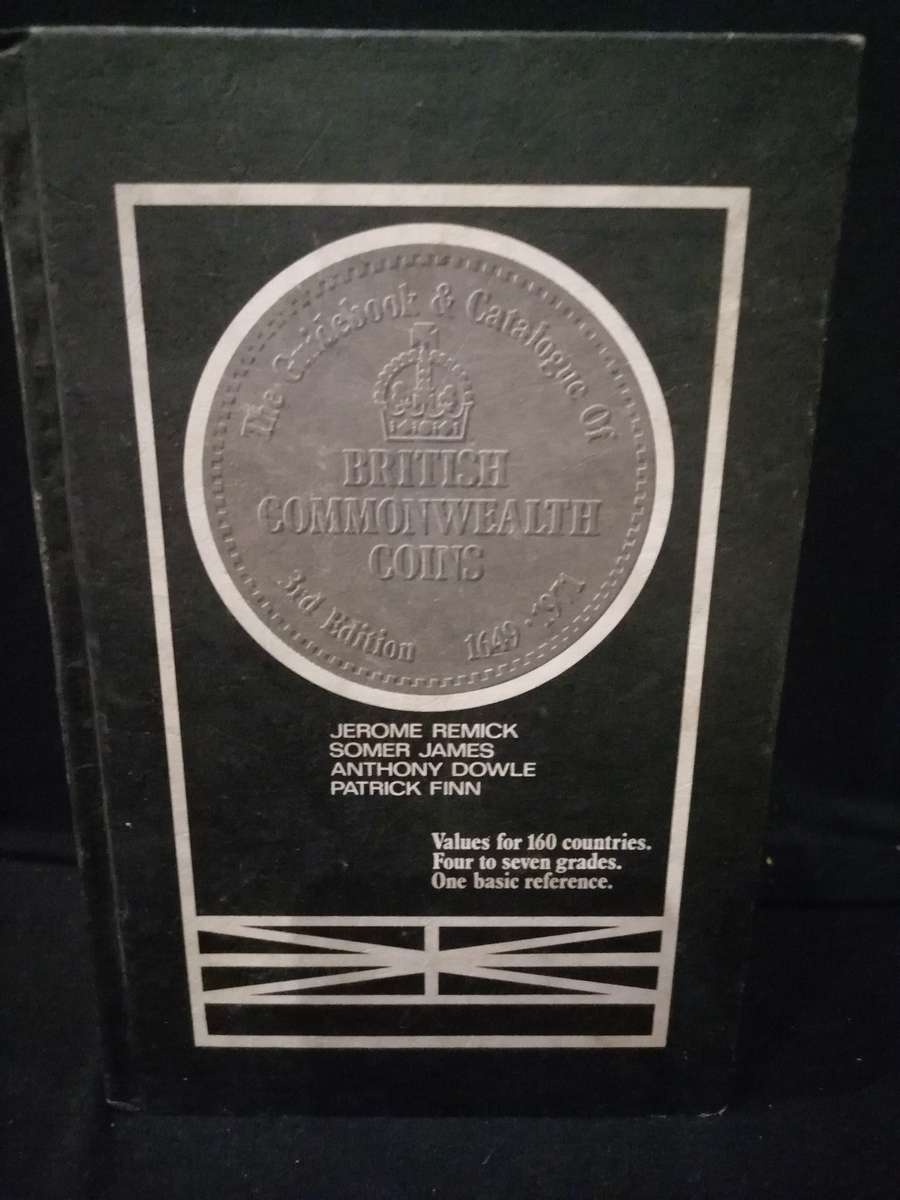 The Guidebook & Catalogue Of
BRITISH
COMMONWEALTH
COINS
3rd Edition 1649 · 1971
JEROME REMICK
SOMER JAMES
ANTHONY DOWLE
PATRICK FINN
Values for 160 countries.
Four to seven grades.
One basic reference.